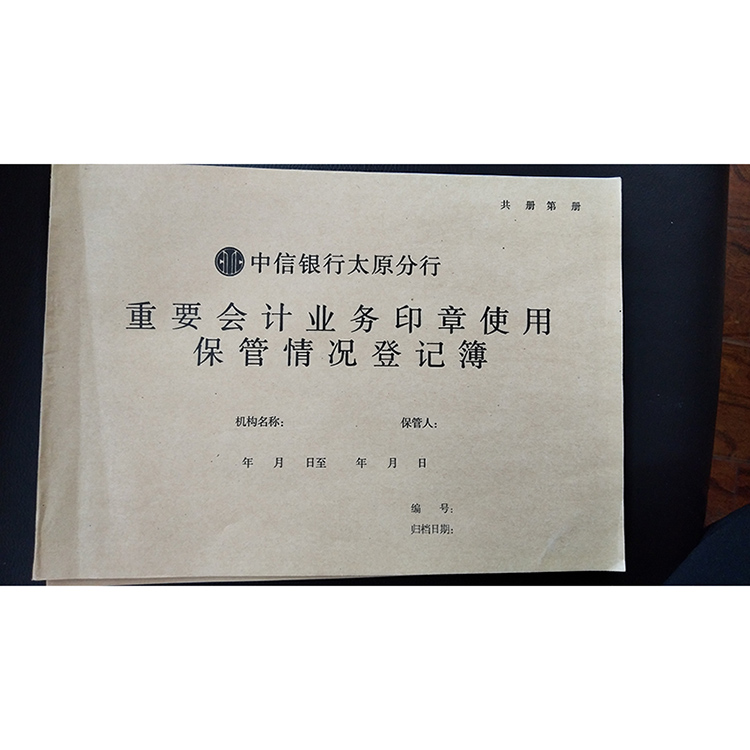 共 册 第 册
中信银行太原分行
重要会计业务印章使用
保管情况登记簿
机构名称： 保管人：
年 月 日至 年 月 日
编 号：
归档日期：